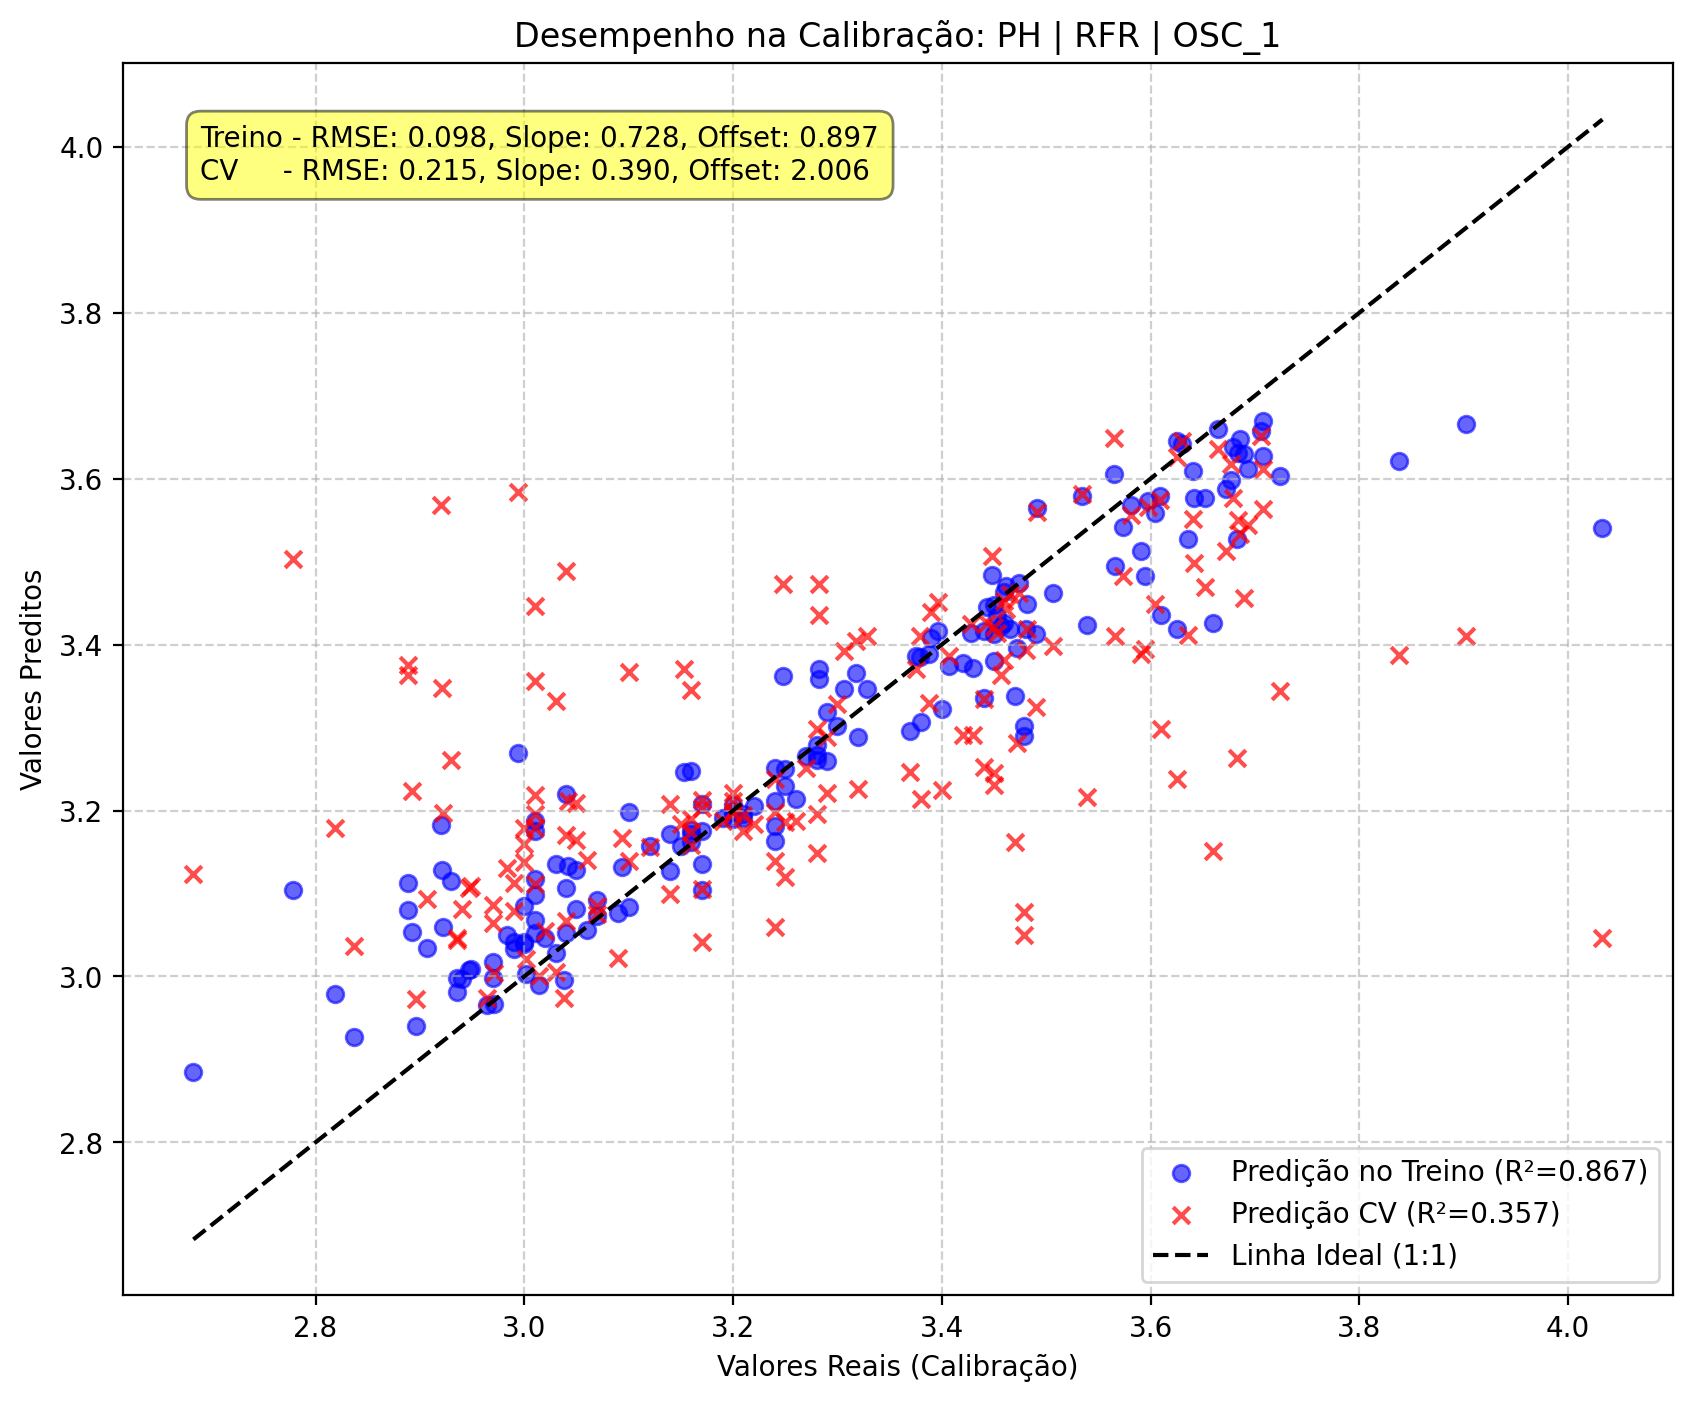 Desempenho na Calibração: PH | RFR | OSC_1
Treino - RMSE: 0.098, Slope: 0.728, Offset: 0.897
CV     - RMSE: 0.215, Slope: 0.390, Offset: 2.006
Valores Preditos
4.0
3.8
3.6
3.4
3.2
3.0
2.8
Predição no Treino (R²=0.867)
Predição CV (R²=0.357)
Linha Ideal (1:1)
2.8 3.0 3.2 3.4 3.6 3.8 4.0
Valores Reais (Calibração)